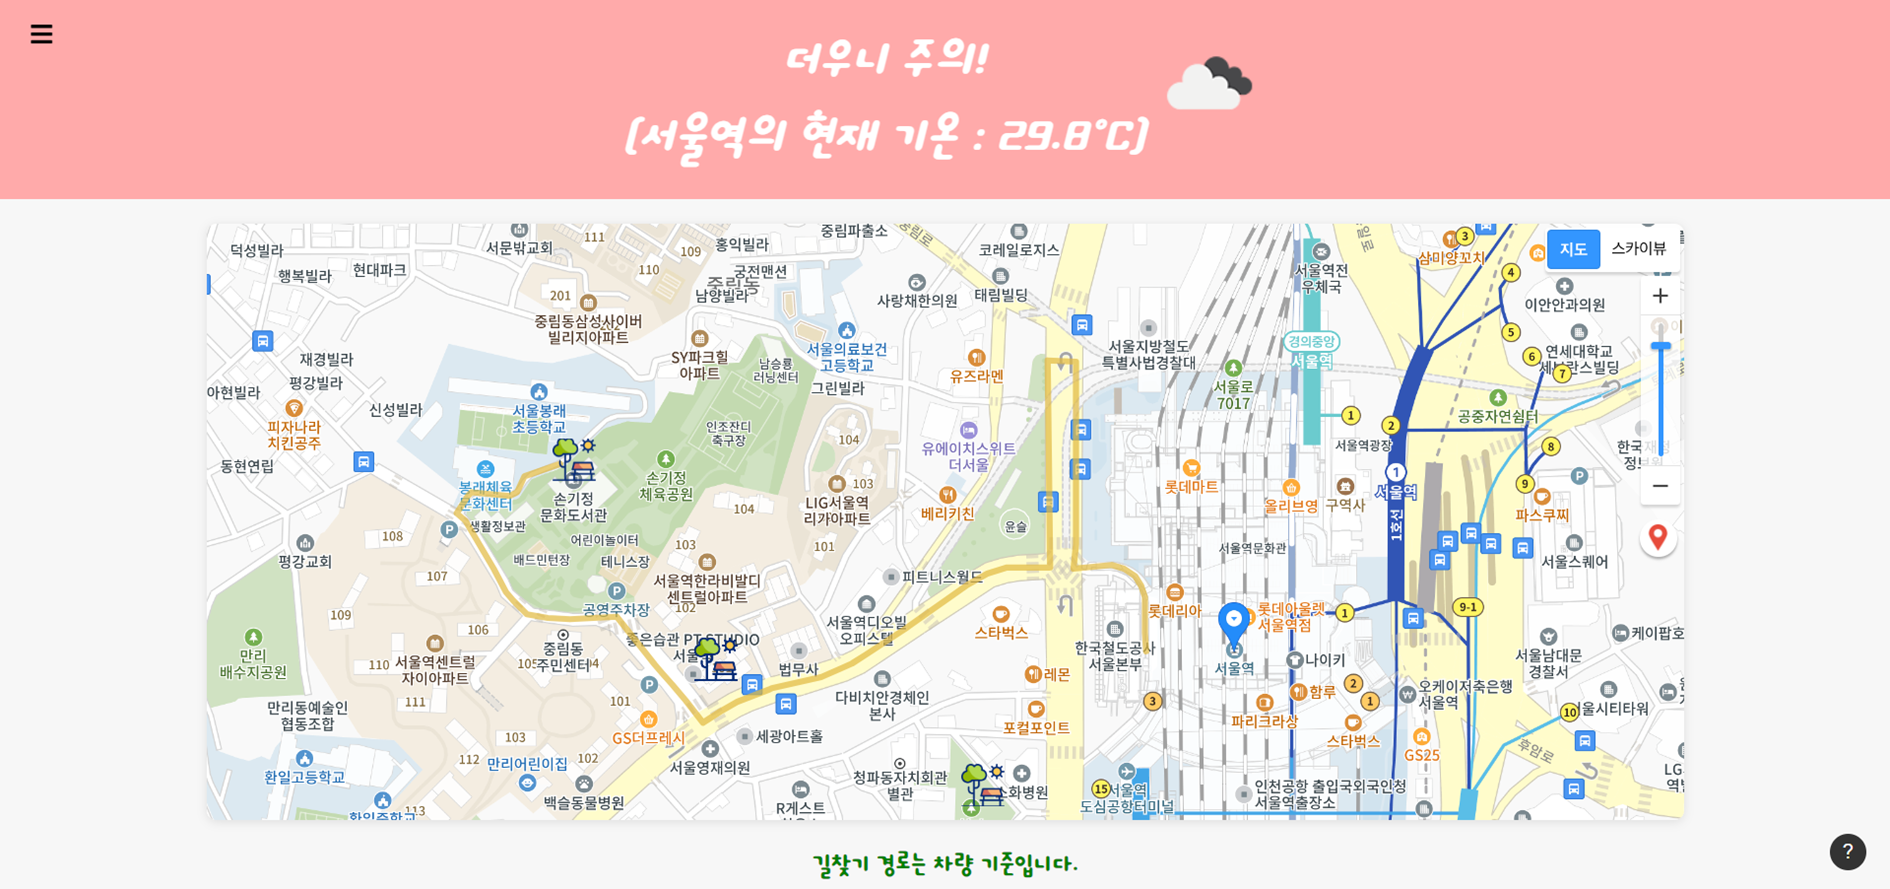 더우니 주의!
(서울역의 현재 기온 : 29.8°C)
지도
스카이뷰
덕성빌라
서문밖교회
111
109
홍익빌라
중림파출소
중림로
코레일로지스
서울역전
우체국
삼미양꼬치
3
4
행복빌라
현대파크
110
궁전맨션
중림동
남양빌라
사랑채한의원
태림빌딩
이안안과의원
201
중림동삼성사이버
빌리지아파트
경의중앙
서울역
5
재경빌라
SY파크힐
아파트
남승룡
러닝센터
서울의료보건
고등학교
서울지방철도
특별사법경찰대
연세대학교
6
7
평강빌라
아현빌라
그린빌라
유즈라멘
서울로
7017
신성빌라
피자나라
치킨공주
서울봉래
초등학교
인조잔디
축구장
104
1
2
공중자연쉼터
서울역광장
8
동현연립
유에이치스위트
더서울
손기정
체육공원
103
롯데마트
1
서울역
9
봉래체육
문화센터
손기정
문화도서관
LIG서울역
리가아파트
베리키친
올리브영
구역사
파스쿠찌
생활정보관
104
윤슬
1호선
108
평강교회
어린이놀이터
배드민턴장
테니스장
103
101
서울역문화관
서울스퀘어
107
서울역한라비발디
센트럴아파트
피트니스월드
109
공영주차장
102
롯데리아
롯데아울렛
서울역점
1
9-1
106
좋은습관 PT STUDIO
서울역디오빌
오피스텔
스타벅스
한국철도공사
서울본부
케이팝호
만리
배수지공원
110
서울역센트럴
자이아파트
중림동
주민센터
법무사
서울역
나이키
서울남대문
경찰서
111
101
다비치안경체인
본사
레몬
3
함루
2
1
오케이저축은행
서울역
만리동예술인
협동조합
GS더프레시
포컬포인트
파리크라상
스타벅스
10
103
세광아트홀
GS25
후암로
112
만리어린이집
서울영재의원
환일고등학교
청파동자치회관
별관
소화병원
15
서울역
도심공항터미널
인천공항 출입국외국인청
서울역출장소
113
백슬동물병원
R게스트
길찾기 경로는 차량 기준입니다.
?